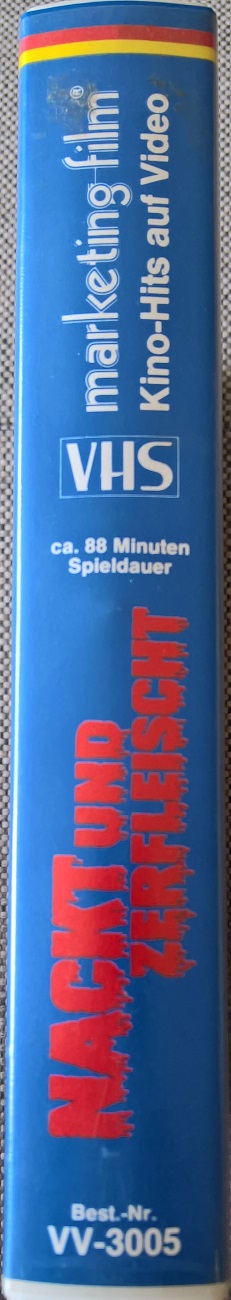 marketing film®
Kino-Hits auf Video
VHS
ca. 88 Minuten
Spieldauer
NACKT UND
ZERFLEISCHT
Best.-Nr.
VV-3005